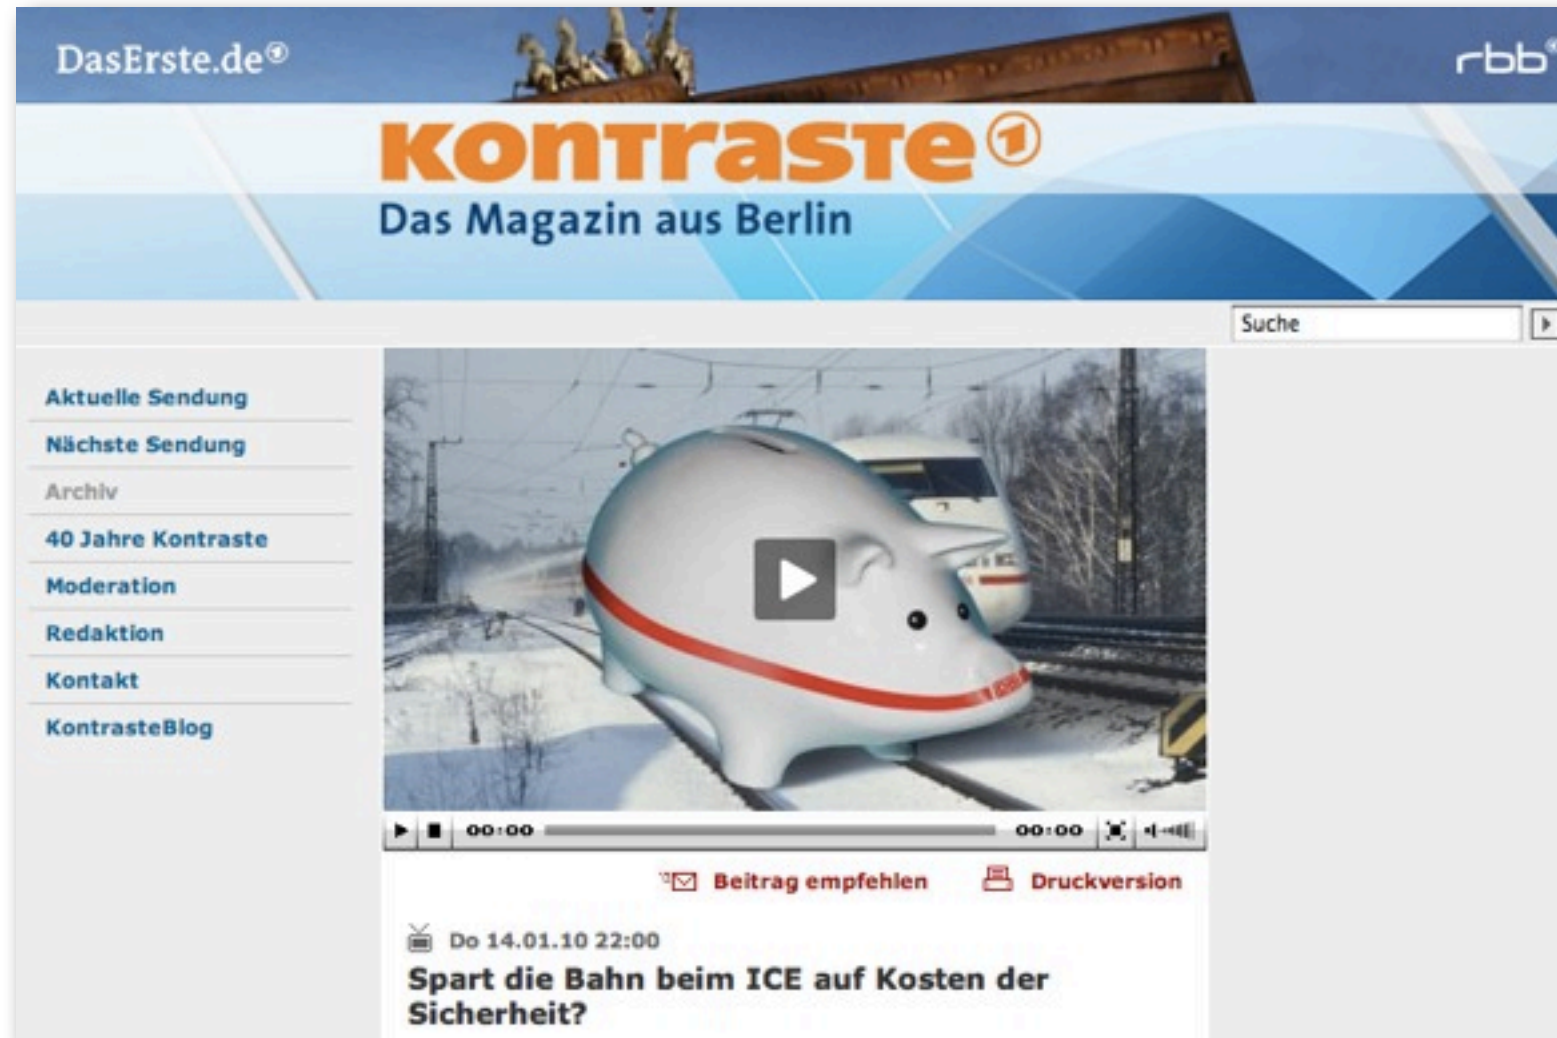 DasErste.de
rbb
Kontraste
Das Magazin aus Berlin
Suche
Aktuelle Sendung
Nächste Sendung
Archiv
40 Jahre Kontraste
Moderation
Redaktion
Kontakt
KontrasteBlog
00:00 00:00
Beitrag empfehlen Druckversion
Do 14.01.10 22:00
Spart die Bahn beim ICE auf Kosten der
Sicherheit?